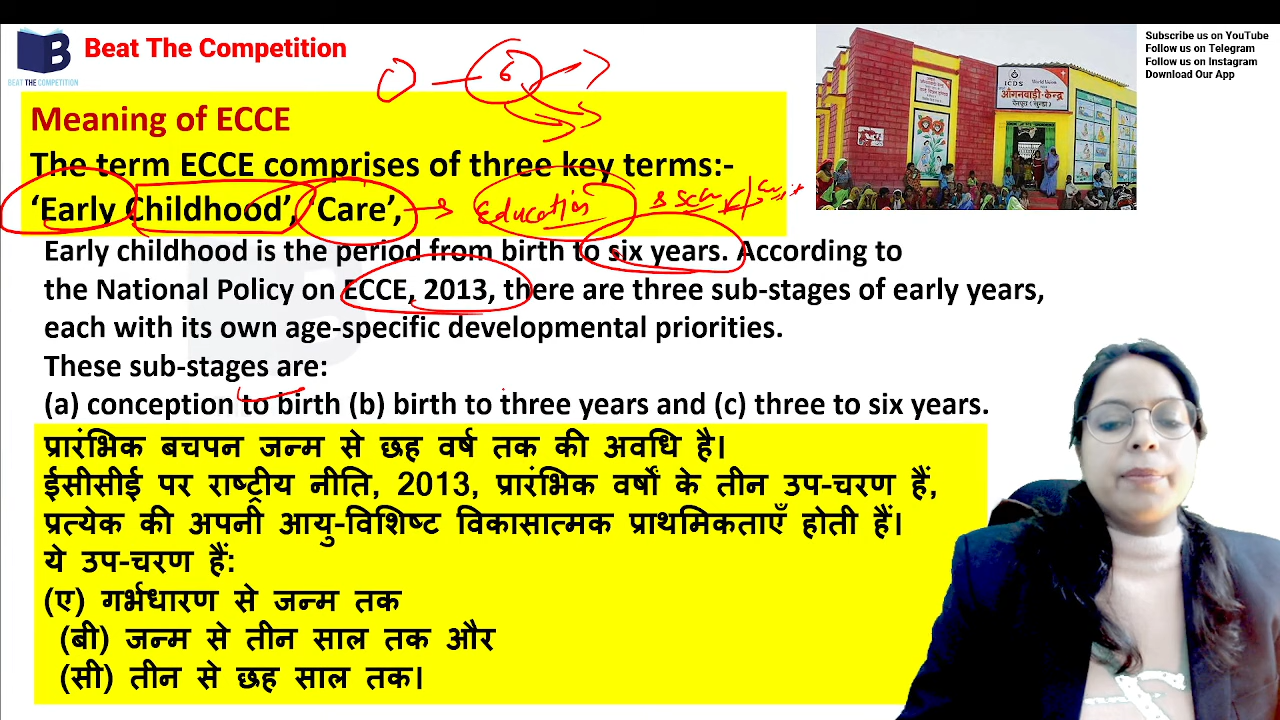 Beat The Competition
BEAT THE COMPETITION
Subscribe us on YouTube
Follow us on Telegram
Follow us on Instagram
Download Our App
0 - 6
ICDS
आंगनवाडी केन्द्र
Meaning of ECCE
The term ECCE comprises of three key terms:-
‘Early Childhood’, ‘Care’, Education
Early childhood is the period from birth to six years. According to
the National Policy on ECCE, 2013, there are three sub-stages of early years,
each with its own age-specific developmental priorities.
These sub-stages are:
(a) conception to birth (b) birth to three years and (c) three to six years.
प्रारंभिक बचपन जन्म से छह वर्ष तक की अवधि है।
ईसीसीई पर राष्ट्रीय नीति, 2013, प्रारंभिक वर्षों के तीन उप-चरण हैं,
प्रत्येक की अपनी आयु-विशिष्ट विकासात्मक प्राथमिकताएँ होती हैं।
ये उप-चरण हैं:
(ए) गर्भधारण से जन्म तक
(बी) जन्म से तीन साल तक और
(सी) तीन से छह साल तक।